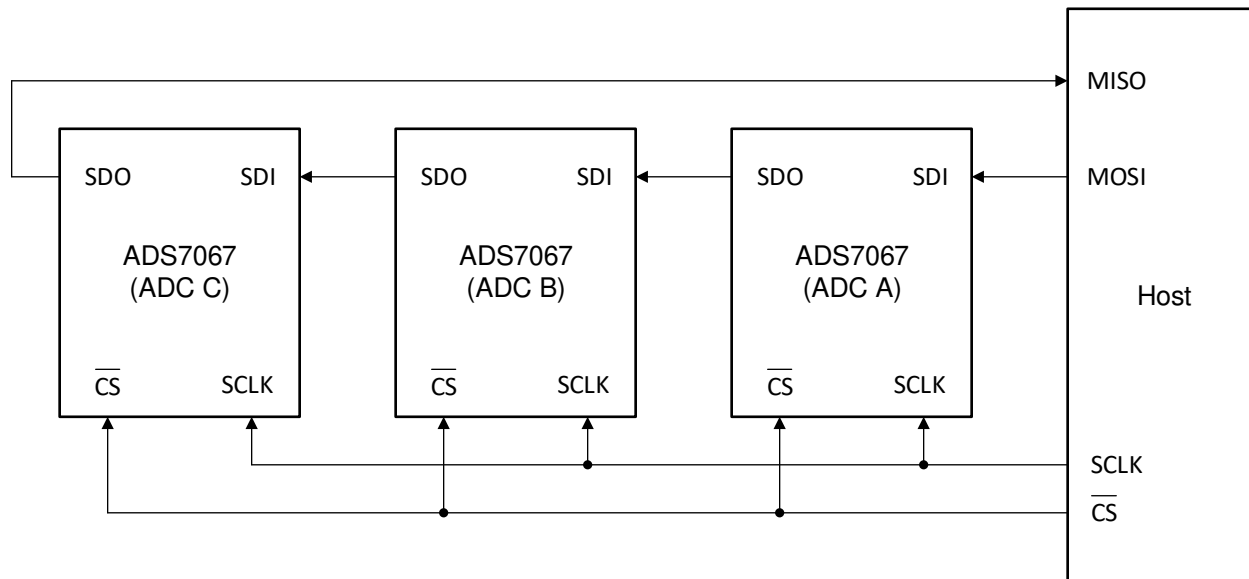 MISO
SDO SDI SDO SDI SDO SDI MOSI
ADS7067 ADS7067 ADS7067
(ADC C) (ADC B) (ADC A)
Host
CS SCLK CS SCLK CS SCLK
SCLK
CS